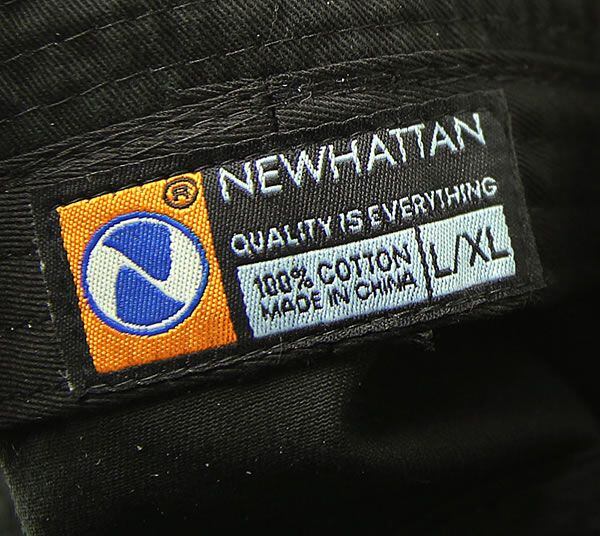 ®
NEWHATTAN
QUALITY IS EVERYTHING
100% COTTON
MADE IN CHINA
L/XL